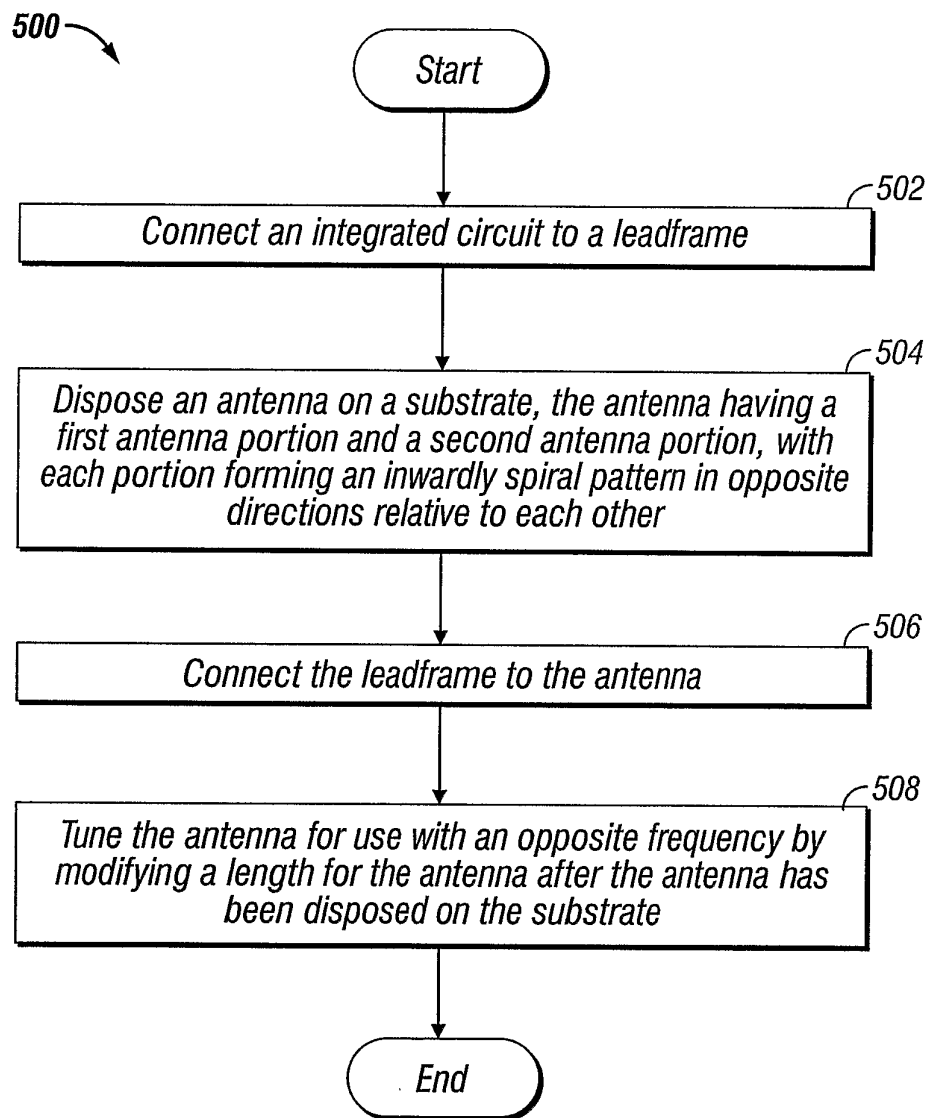 500
Start
502
Connect an integrated circuit to a leadframe
504
Dispose an antenna on a substrate, the antenna having a
first antenna portion and a second antenna portion, with
each portion forming an inwardly spiral pattern in opposite
directions relative to each other
506
Connect the leadframe to the antenna
508
Tune the antenna for use with an opposite frequency by
modifying a length for the antenna after the antenna has
been disposed on the substrate
End